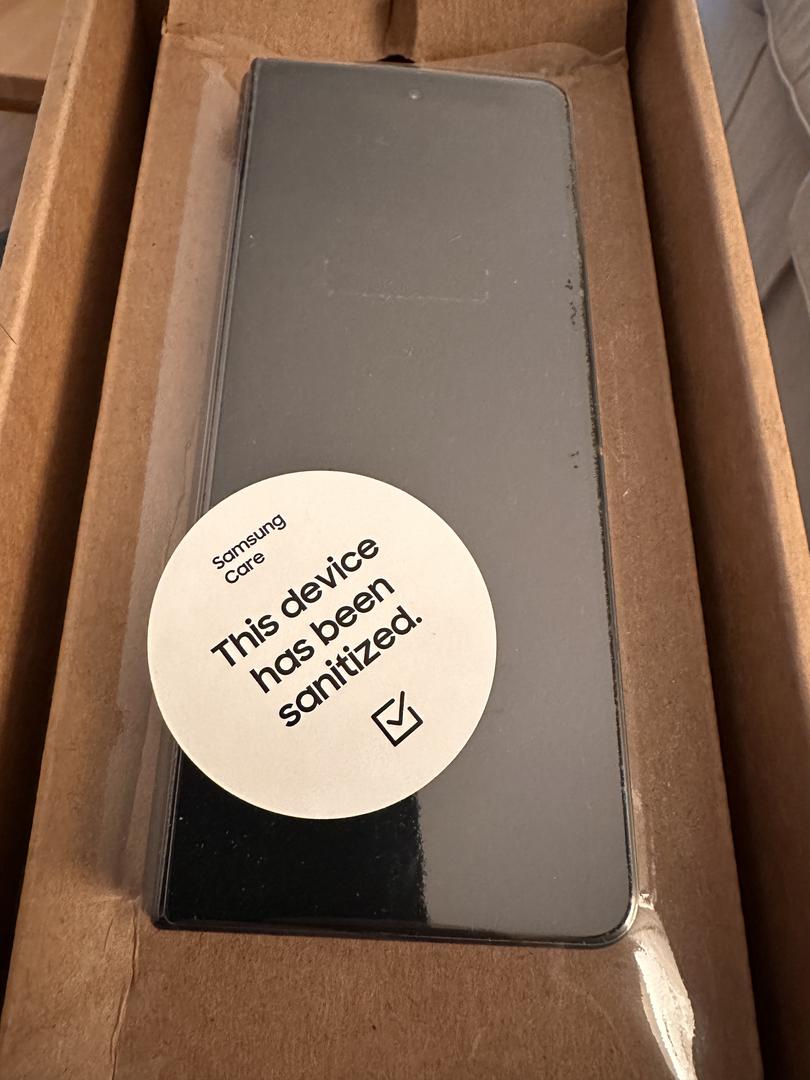 Samsung
Care
This device
has been
sanitized.